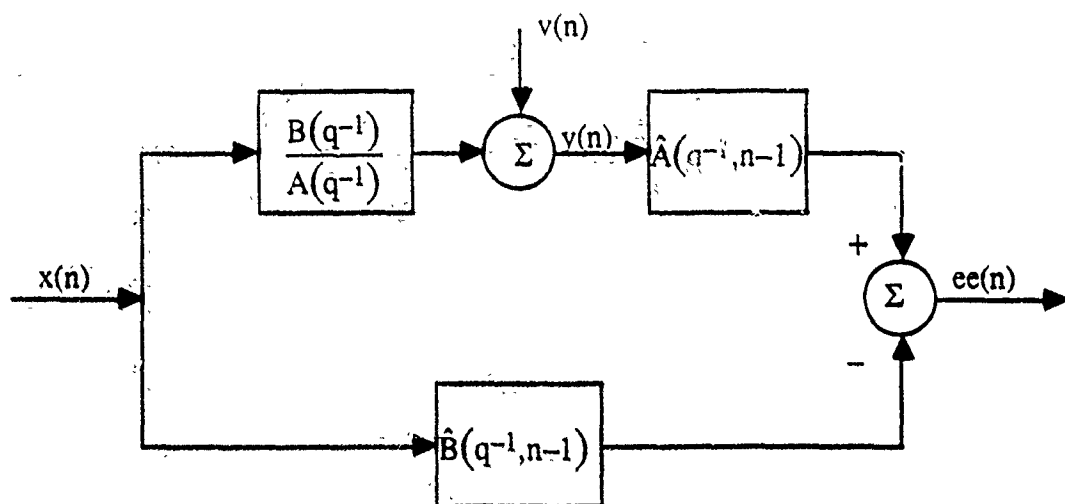 v(n)
B(q⁻¹)
A(q⁻¹)
Σ
y(n)
Â(q⁻¹,n–1)
x(n)
+
Σ
ee(n)
–
B̂(q⁻¹,n–1)